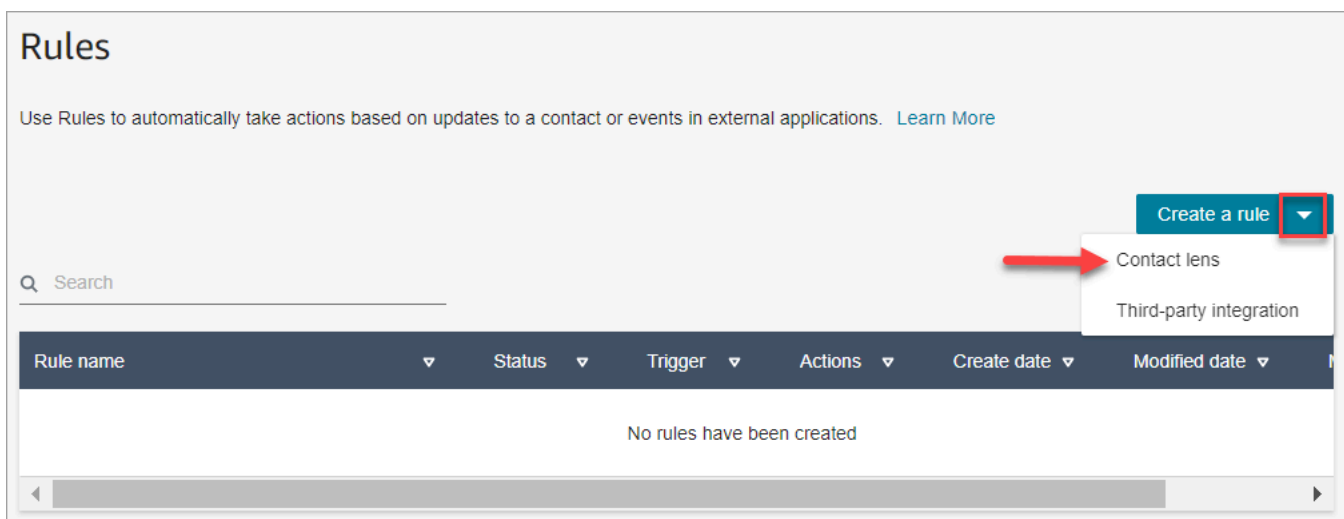 Rules
Use Rules to automatically take actions based on updates to a contact or events in external applications. Learn More
Create a rule
Contact lens
Search
Third-party integration
Rule name Status Trigger Actions Create date Modified date
No rules have been created